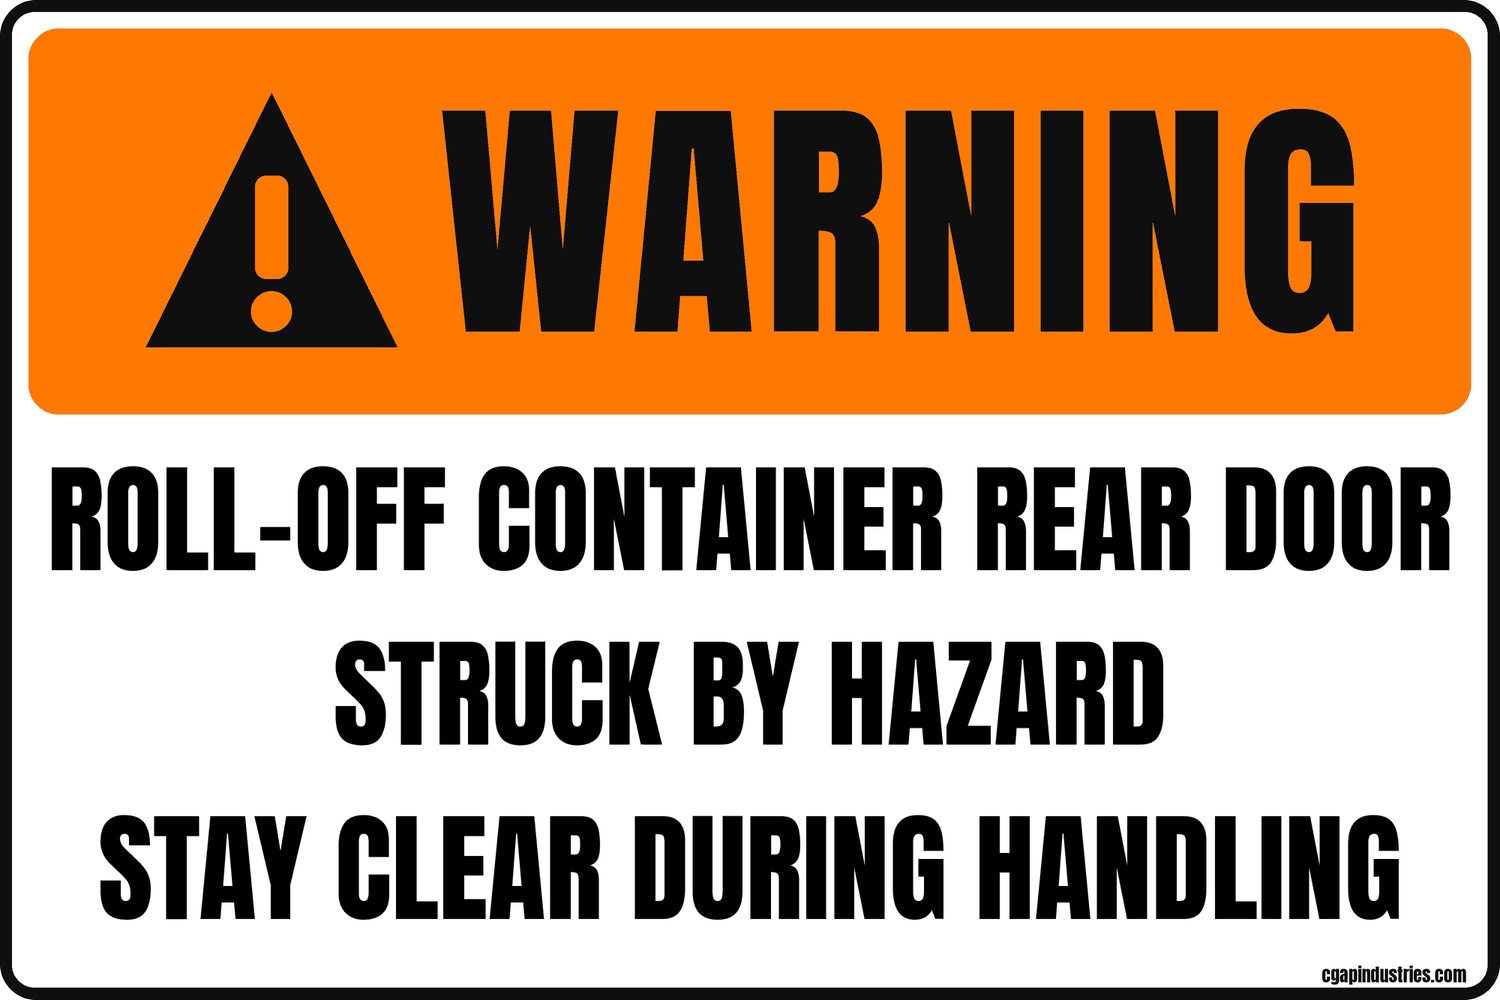 WARNING
ROLL-OFF CONTAINER REAR DOOR
STRUCK BY HAZARD
STAY CLEAR DURING HANDLING
cgapindustries.com